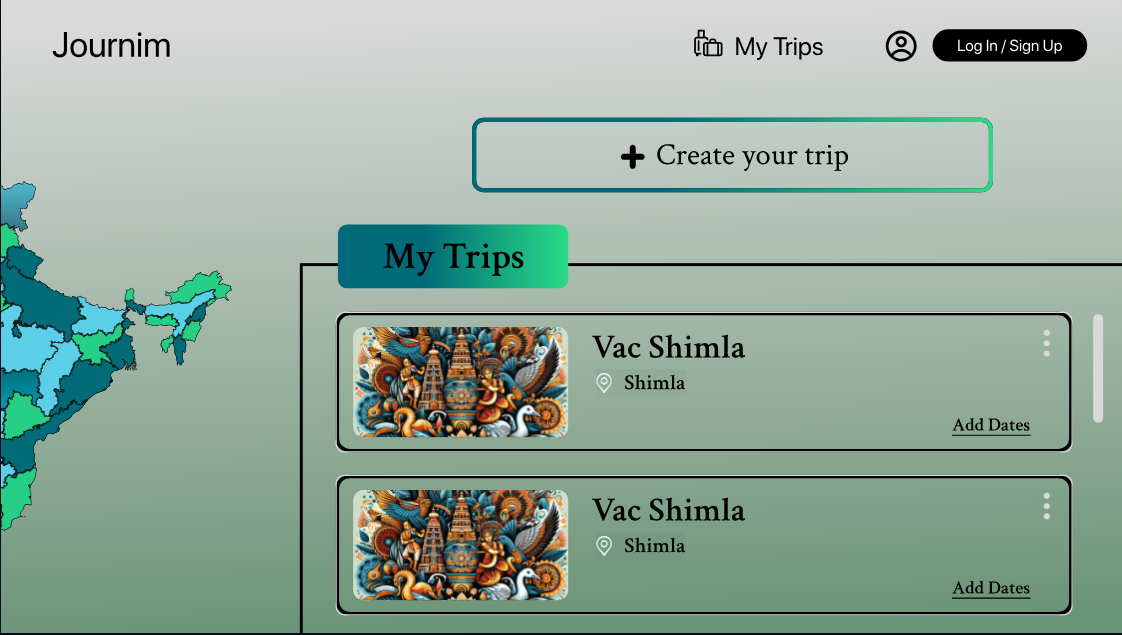 Journim
My Trips
Log In / Sign Up
Create your trip
My Trips
Vac Shimla
Shimla
Add Dates
Vac Shimla
Shimla
Add Dates